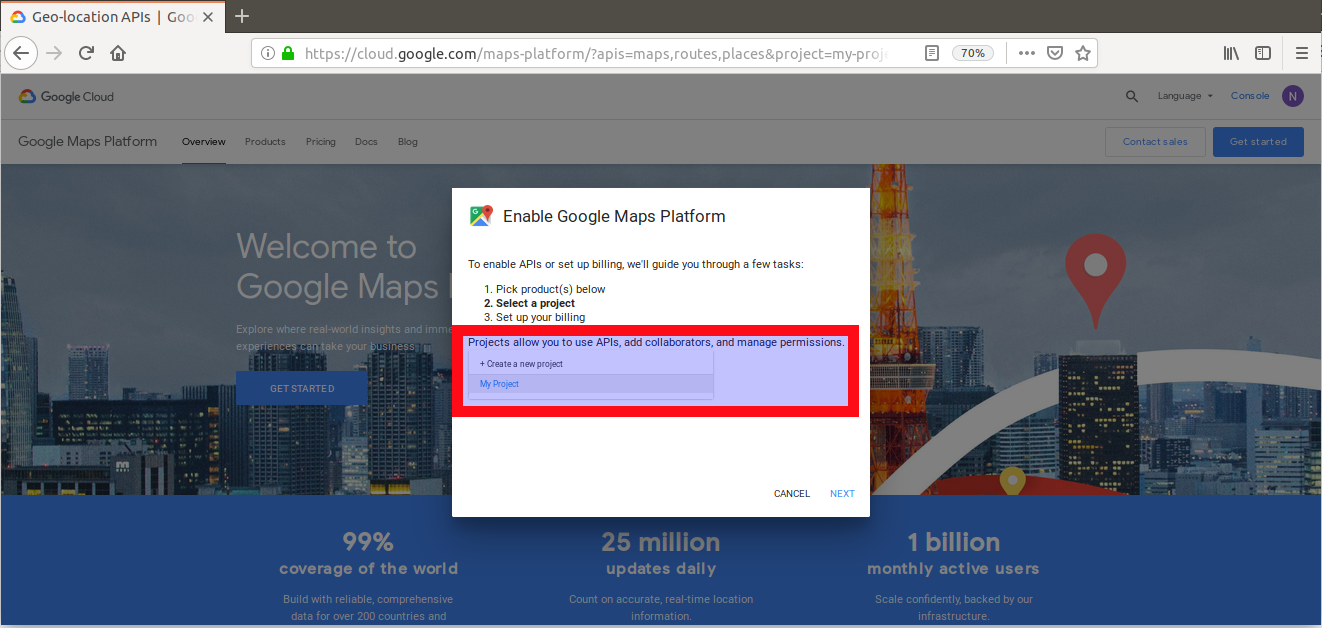 Geo-location APIs | Goo
https://cloud.google.com/maps-platform/?apis=maps,routes,places&project=my-proje
70%
Google Cloud
Language
Console
N
Google Maps Platform
Overview
Products
Pricing
Docs
Blog
Contact sales
Get started
Welcome to
Google Maps
Explore where real-world insights and imme
experiences can take your business.
GET STARTED
G
Enable Google Maps Platform
To enable APIs or set up billing, we'll guide you through a few tasks:
1. Pick product(s) below
2. Select a project
3. Set up your billing
Projects allow you to use APIs, add collaborators, and manage permissions.
+ Create a new project
My Project
CANCEL
NEXT
99%
coverage of the world
Build with reliable, comprehensive
data for over 200 countries and
25 million
updates daily
Count on accurate, real-time location
information.
1 billion
monthly active users
Scale confidently, backed by our
infrastructure.